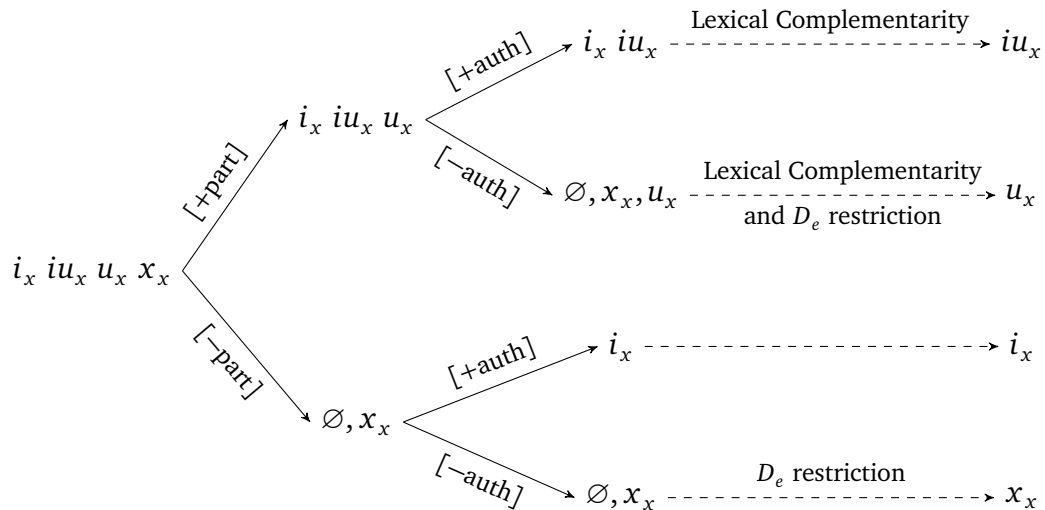 i_x iu_x Lexical Complementarity iu_x
[+auth]
i_x iu_x u_x
[+part]
[−auth]
∅, x_x, u_x Lexical Complementarity and D_e restriction u_x
i_x iu_x u_x x_x
[−part]
[+auth]
i_x i_x
∅, x_x
[−auth]
∅, x_x D_e restriction x_x